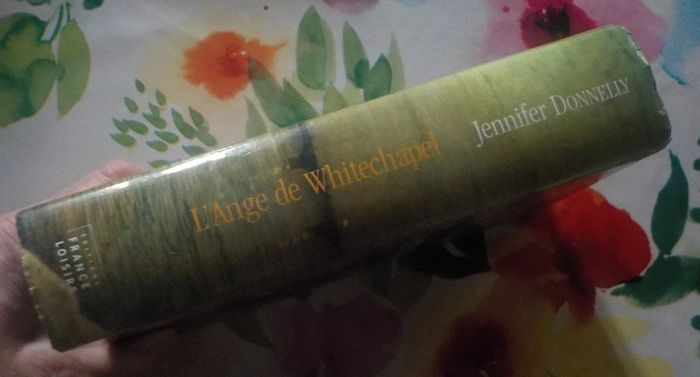 L'Ange de Whitechapel
Jennifer DONNELLY
ÉDITIONS
FRANCE
LOISIRS